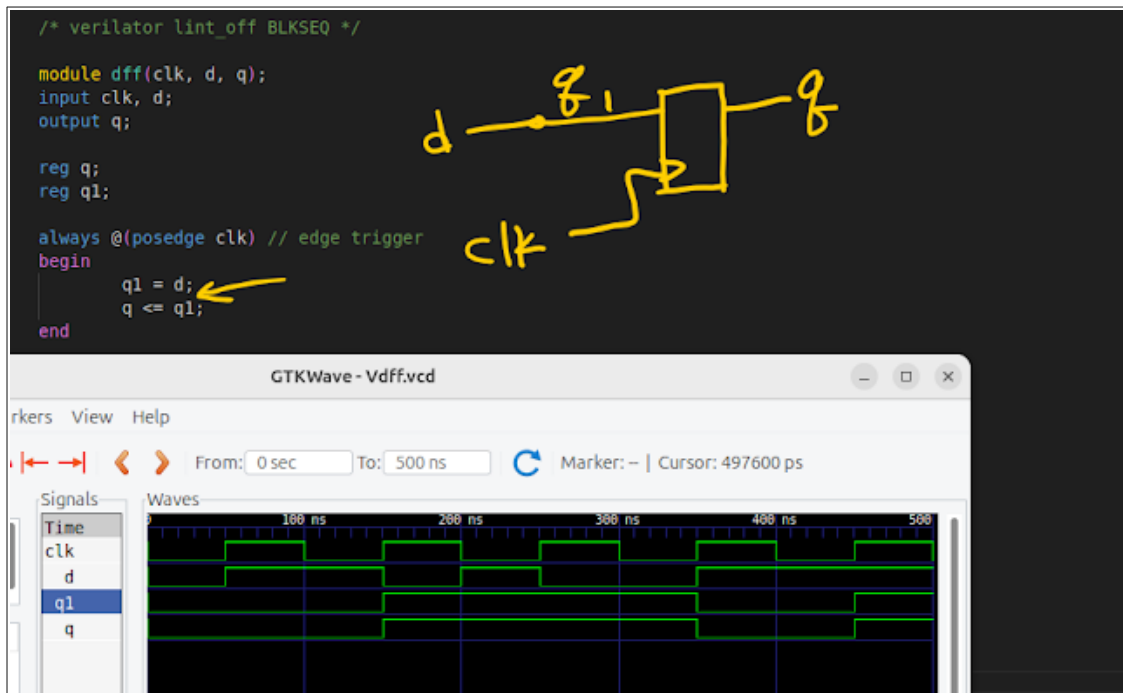 /* verilator lint_off BLKSEQ */
module dff(clk, d, q);
input clk, d;
output q;
reg q;
reg q1;
always @(posedge clk) // edge trigger
begin
q1 = d;
q <= q1;
end
d
q1
q
clk
GTKWave - Vdff.vcd
rkers View Help
From: 0 sec To: 500 ns Marker: -- | Cursor: 497600 ps
Signals Waves
Time
100 ns 200 ns 300 ns 400 ns 500
clk
d
q1
q